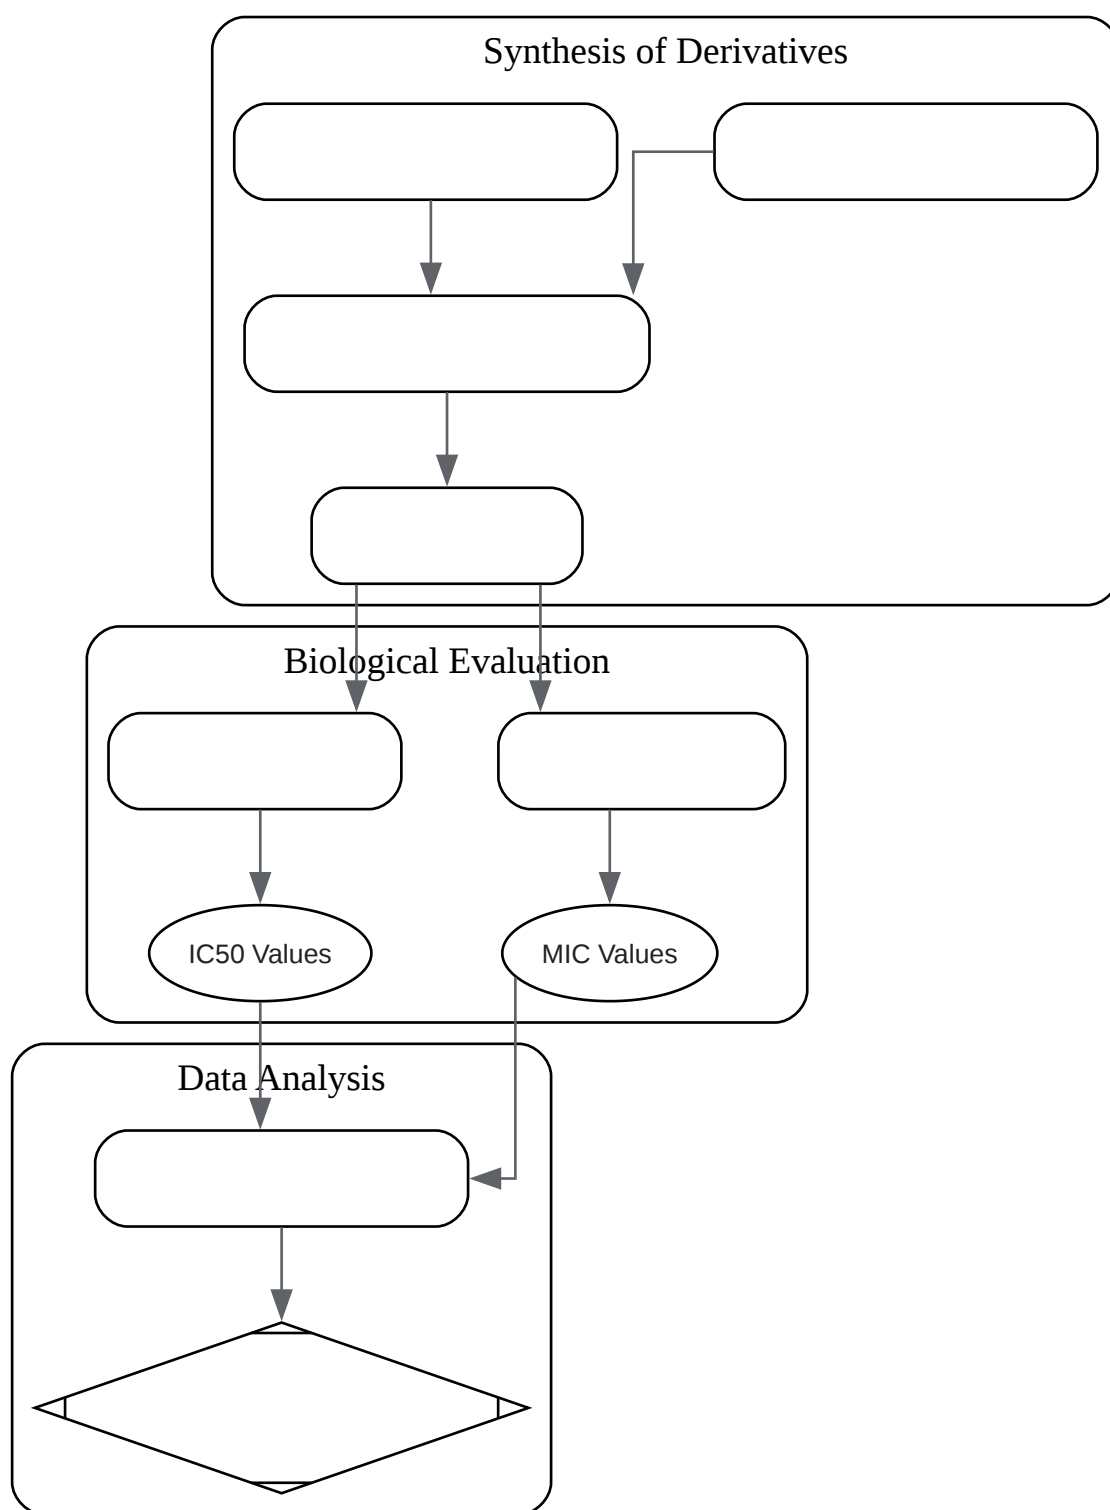 Synthesis of Derivatives
Biological Evaluation
IC50 Values
MIC Values
Data Analysis